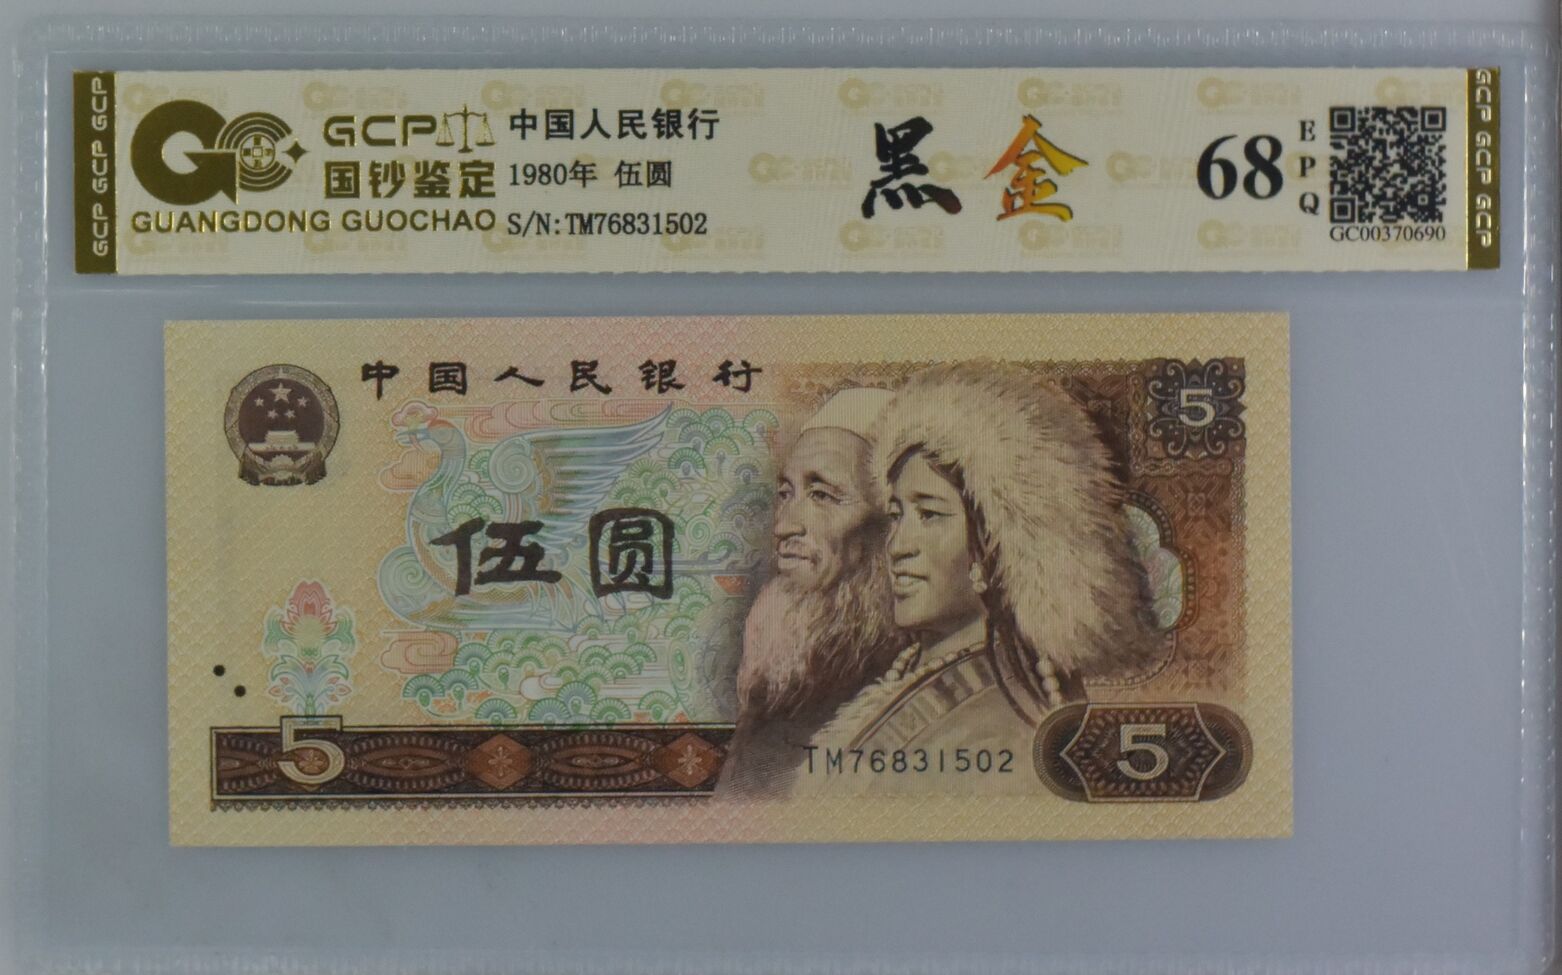 GCP GCP GCP
GCP
国钞鉴定
GUANGDONG GUOCHAO
中国人民银行
1980年 伍圆
S/N:TM76831502
黑金
68
EPQ
GC00370690
GCP GCP GCP
中国人民银行
5
伍圆
5
TM76831502
5